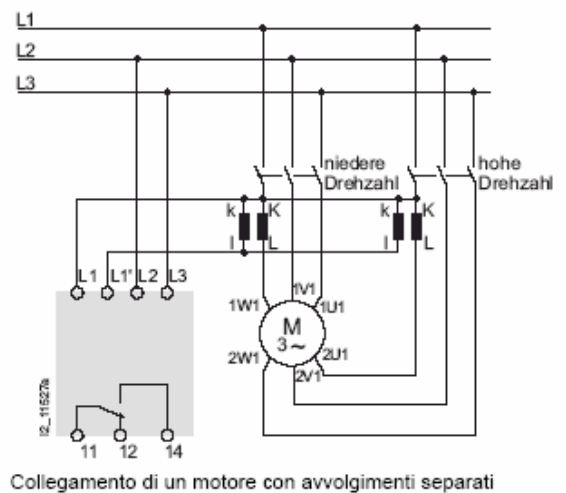 L1
L2
L3
niedere
Drehzahl
hohe
Drehzahl
k
K
l
L
k
K
l
L
L1
L1'
L2
L3
1W1
1V1
1U1
M
3~
2W1
2V1
2U1
I2_11527a
11
12
14
Collegamento di un motore con avvolgimenti separati